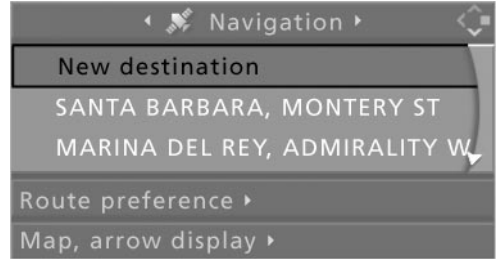 Navigation
New destination
SANTA BARBARA, MONTERY ST
MARINA DEL REY, ADMIRALITY W
Route preference
Map, arrow display